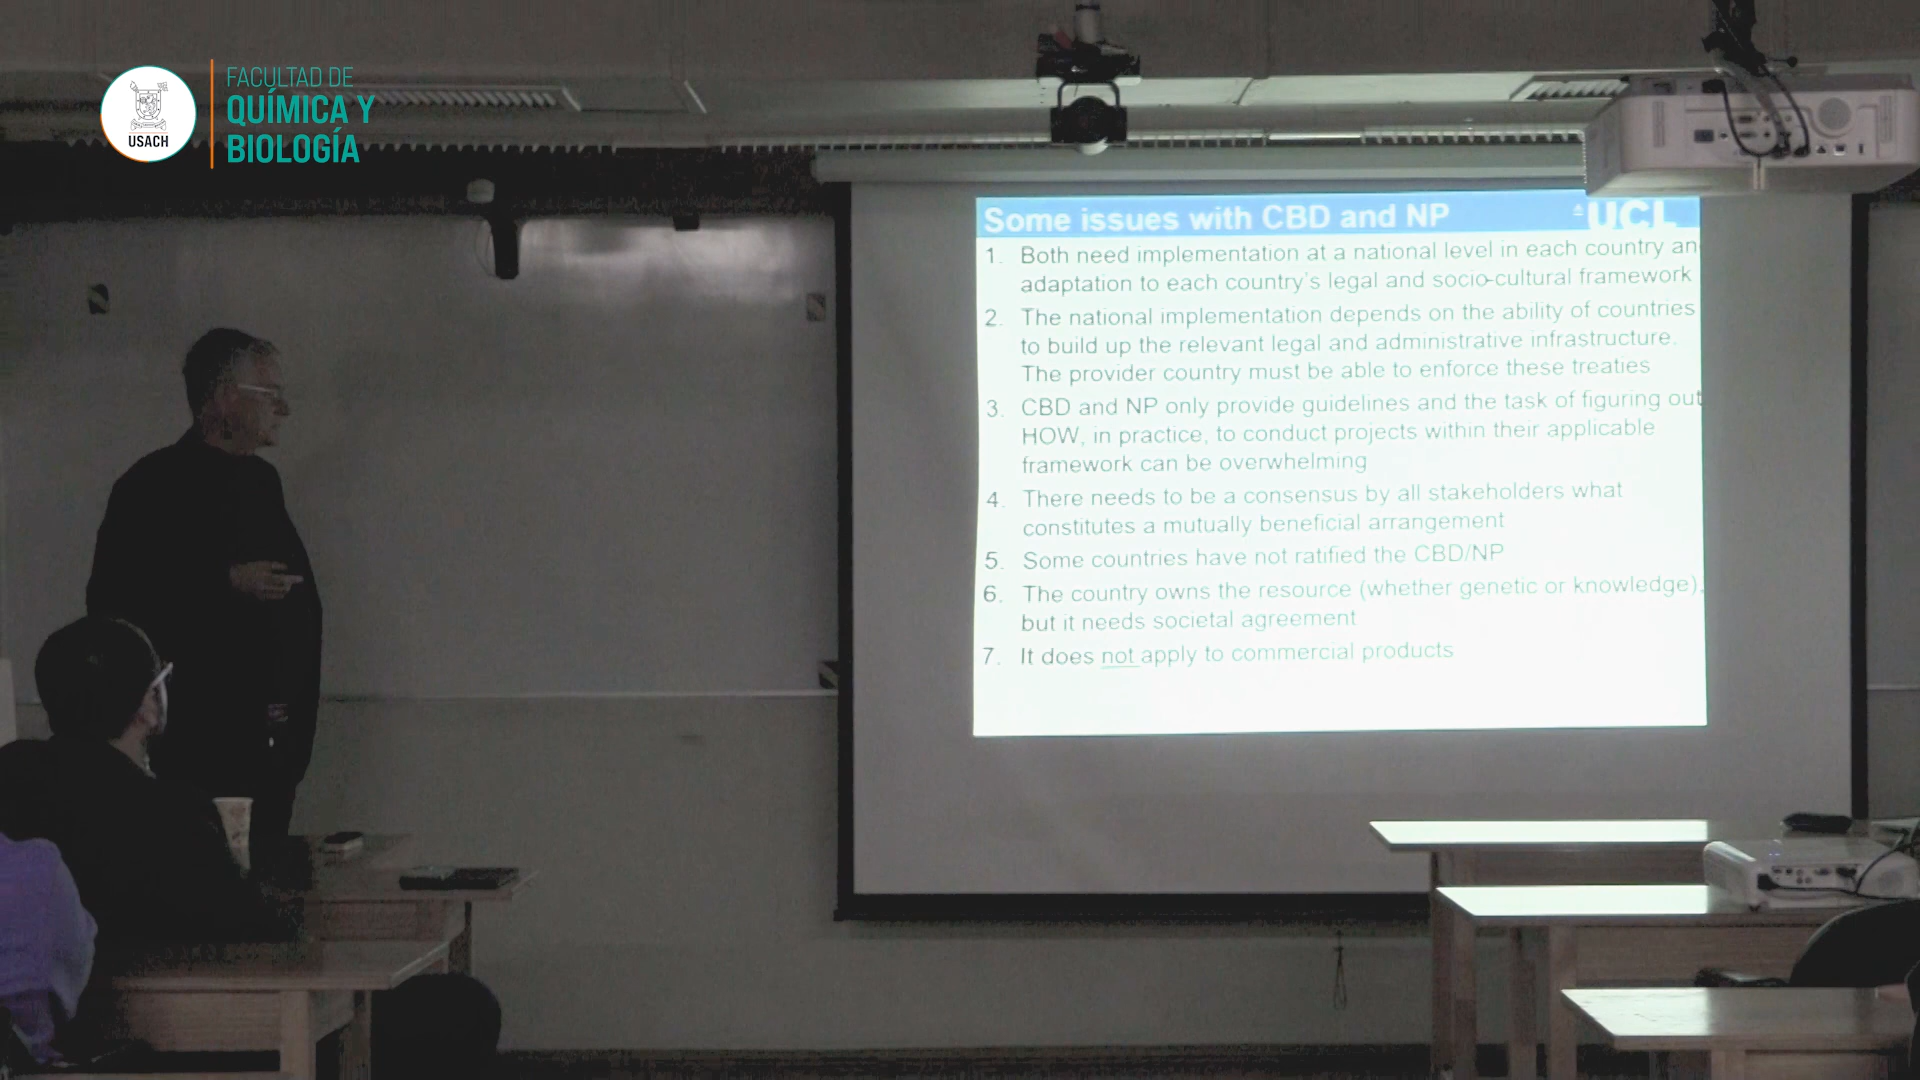 USACH
FACULTAD DE
QUÍMICA Y
BIOLOGÍA
Some issues with CBD and NP
UCL
1. Both need implementation at a national level in each country an
adaptation to each country's legal and socio-cultural framework
2. The national implementation depends on the ability of countries
to build up the relevant legal and administrative infrastructure.
The provider country must be able to enforce these treaties
3. CBD and NP only provide guidelines and the task of figuring out
HOW, in practice, to conduct projects within their applicable
framework can be overwhelming
4. There needs to be a consensus by all stakeholders what
constitutes a mutually beneficial arrangement
5. Some countries have not ratified the CBD/NP
6. The country owns the resource (whether genetic or knowledge),
but it needs societal agreement
7. It does not apply to commercial products